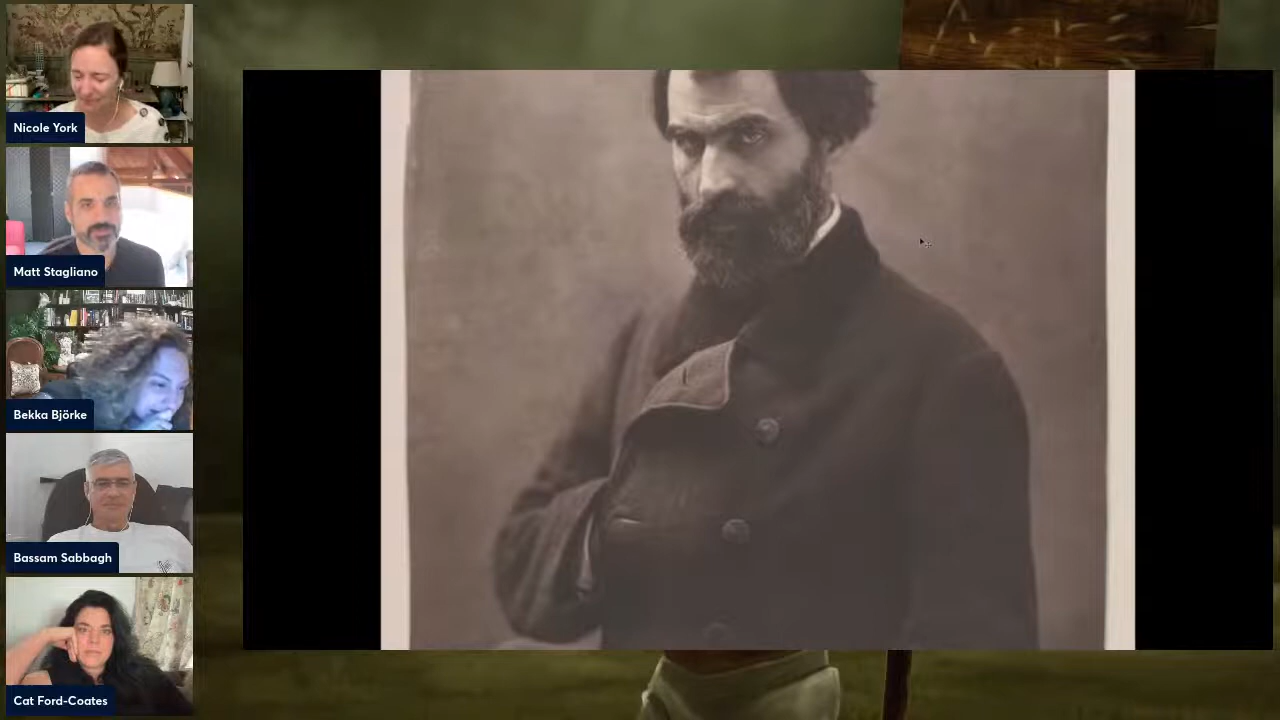 Nicole York
Matt Stagliano
Bekka Björke
Bassam Sabbagh
Cat Ford-Coates